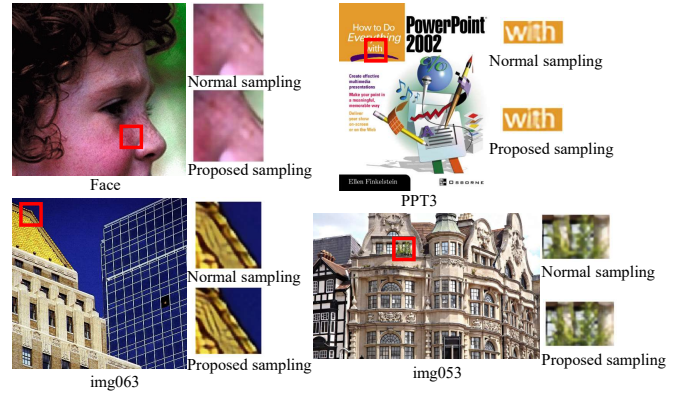 Normal sampling
Proposed sampling
Face
How to Do
Everything
with
PowerPoint
2002
Create effective
multimedia
presentations
Make your point in
a meaningful,
memorable way
Deliver
your show
on screen
or on the Web
Ellen Finkelstein
OSBORNE
with
Normal sampling
with
Proposed sampling
PPT3
Normal sampling
Proposed sampling
img063
Normal sampling
Proposed sampling
img053